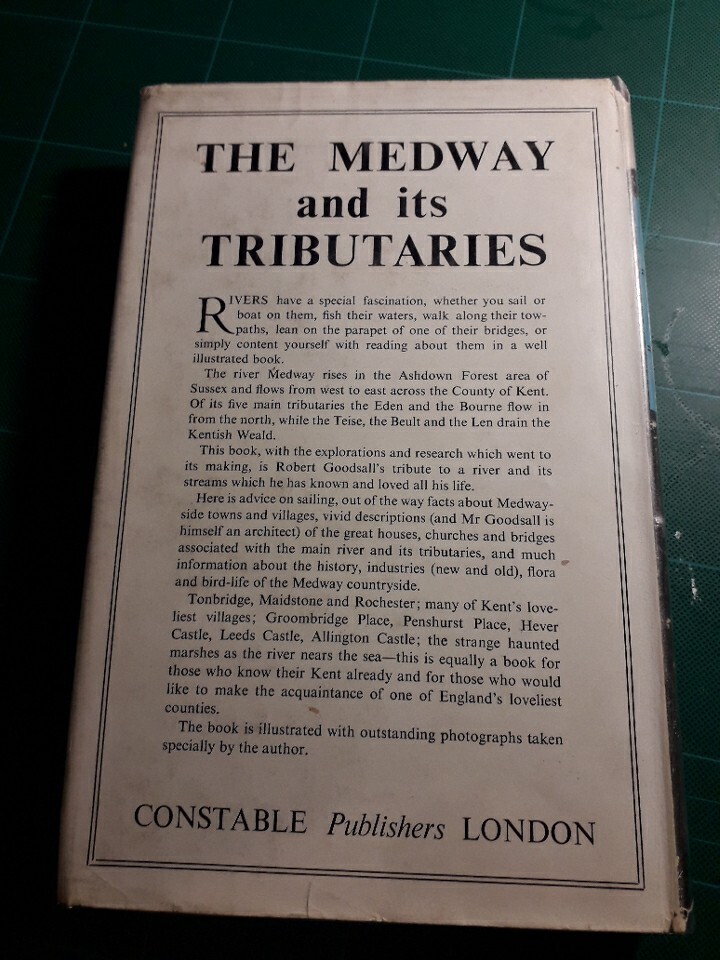 THE MEDWAY
and its
TRIBUTARIES
RIVERS have a special fascination, whether you sail or
boat on them, fish their waters, walk along their tow-
paths, lean on the parapet of one of their bridges, or
simply content yourself with reading about them in a well
illustrated book.
The river Medway rises in the Ashdown Forest area of
Sussex and flows from west to east across the County of Kent.
Of its five main tributaries the Eden and the Bourne flow in
from the north, while the Teise, the Beult and the Len drain the
Kentish Weald.
This book, with the explorations and research which went to
its making, is Robert Goodsall's tribute to a river and its
streams which he has known and loved all his life.
Here is advice on sailing, out of the way facts about Medway-
side towns and villages, vivid descriptions (and Mr Goodsall is
himself an architect) of the great houses, churches and bridges
associated with the main river and its tributaries, and much
information about the history, industries (new and old), flora
and bird-life of the Medway countryside.
Tonbridge, Maidstone and Rochester; many of Kent's love-
liest villages; Groombridge Place, Penshurst Place, Hever
Castle, Leeds Castle, Allington Castle; the strange haunted
marshes as the river nears the sea—this is equally a book for
those who know their Kent already and for those who would
like to make the acquaintance of one of England's loveliest
counties.
The book is illustrated with outstanding photographs taken
specially by the author.
CONSTABLE Publishers LONDON